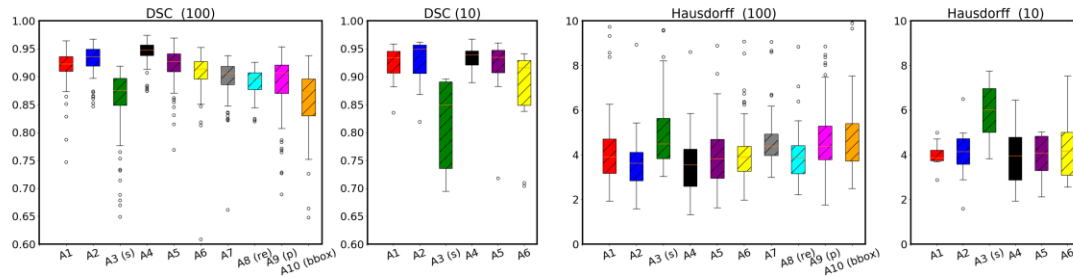 DSC (100)
1.00
0.95
0.90
0.85
0.80
0.75
0.70
0.65
0.60
A1
A2
A3 (s)
A4
A5
A6
A7
A8 (re)
A9 (p)
A10 (bbox)
DSC (10)
1.00
0.95
0.90
0.85
0.80
0.75
0.70
0.65
0.60
A1
A2
A3 (s)
A4
A5
A6
Hausdorff (100)
10
8
6
4
2
0
A1
A2
A3 (s)
A4
A5
A6
A7
A8 (re)
A9 (p)
A10 (bbox)
Hausdorff (10)
10
8
6
4
2
0
A1
A2
A3 (s)
A4
A5
A6